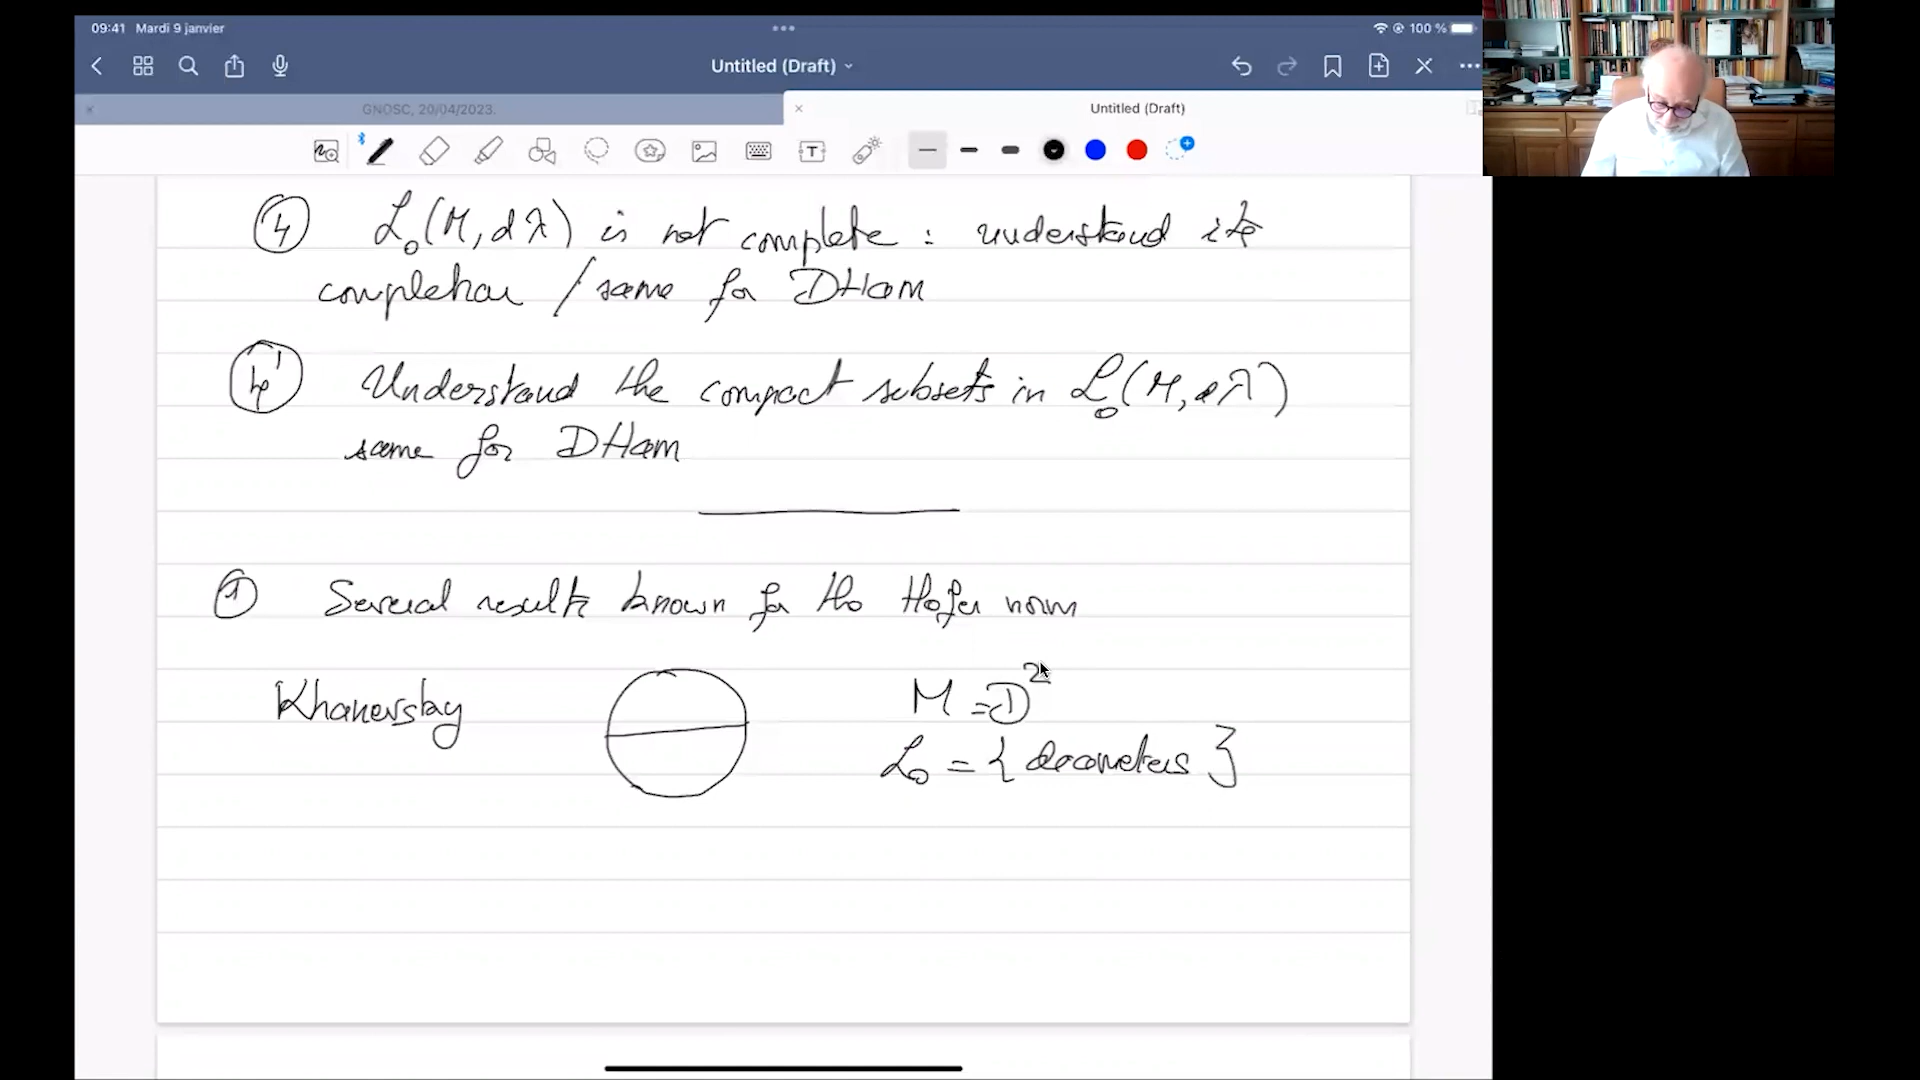 09:41 Mardi 9 janvier
100 %
Untitled (Draft)
GNOSC, 20/04/2023.
Untitled (Draft)
④ 𝓛₀(M, dλ) is not complete : understand its
completion / same for DHam
④' Understand the compact subsets in 𝓛₀(M, dλ)
same for DHam
① Several results known for the Hofer norm
Khanevsky
M = D²
𝓛₀ = { diameters }